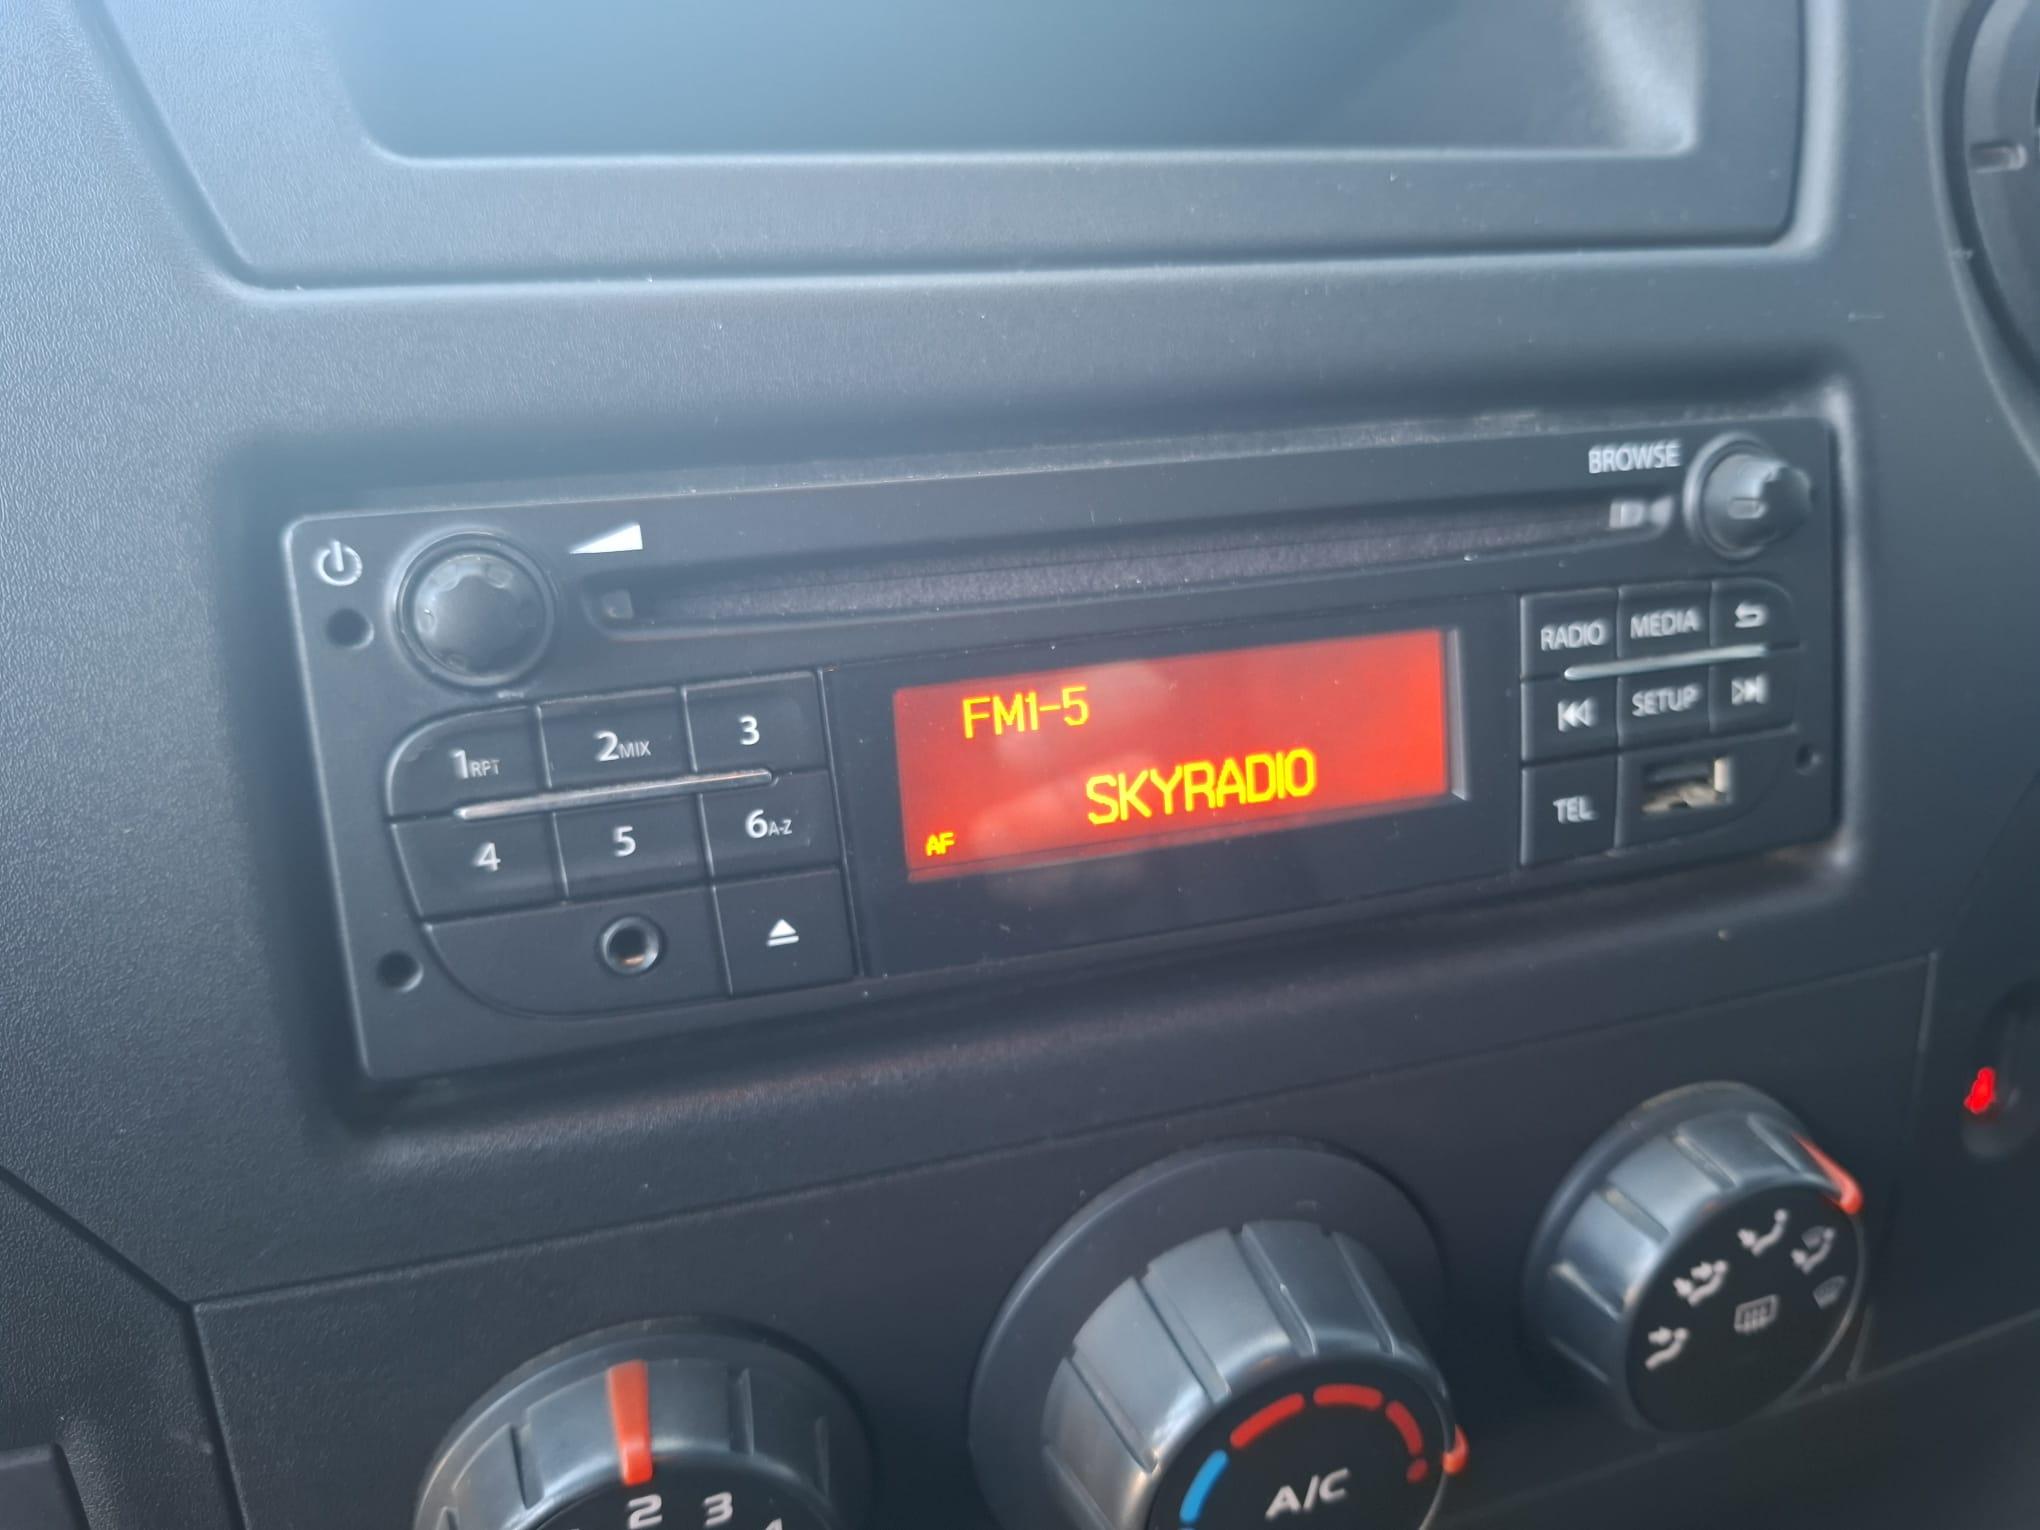 BROWSE
RADIO MEDIA
1RPT 2MIX 3
FM1-5
SETUP
SKYRADIO
4 5 6A-Z
AF
TEL
2 3
A/C